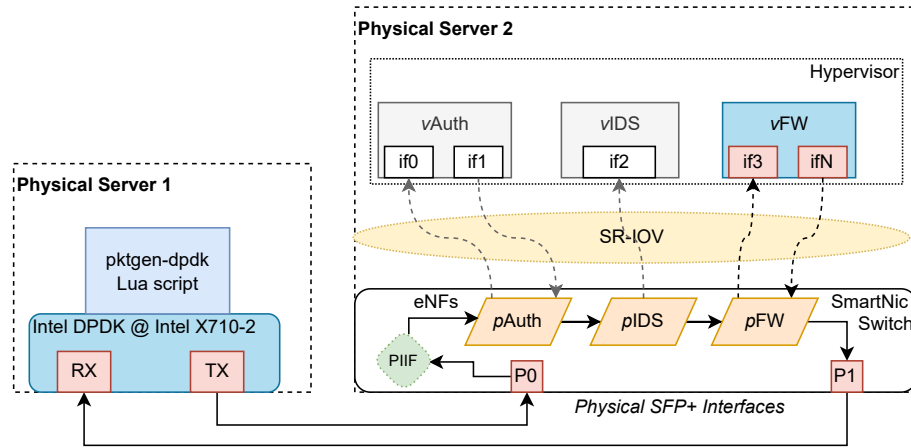 Physical Server 2
Hypervisor
vAuth
vIDS
vFW
if0
if1
if2
if3
ifN
Physical Server 1
SR-IOV
pktgen-dpdk
Lua script
eNFs
SmartNic
Switch
Intel DPDK @ Intel X710-2
pAuth
pIDS
pFW
PIIF
RX
TX
P0
P1
Physical SFP+ Interfaces